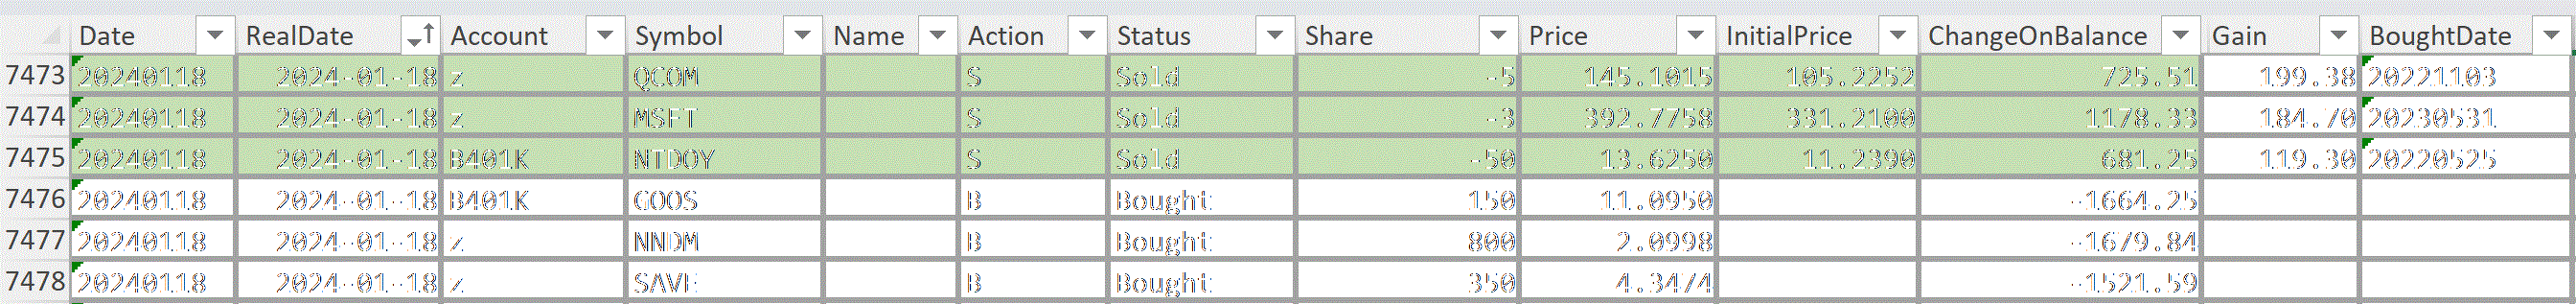 Date RealDate Account Symbol Name Action Status Share Price InitialPrice ChangeOnBalance Gain BoughtDate
7473 20240118 2024-01-18 z QCOM S Sold -5 145.1015 105.2252 725.51 199.38 20221103
7474 20240118 2024-01-18 z MSFT S Sold -3 392.7758 331.2100 1178.33 184.70 20230531
7475 20240118 2024-01-18 B401K NTDOY S Sold -50 13.6250 11.2390 681.25 119.30 20220525
7476 20240118 2024-01-18 B401K GOOS B Bought 150 11.0950 -1664.25
7477 20240118 2024-01-18 z NNDM B Bought 800 2.0998 -1679.84
7478 20240118 2024-01-18 z SAVE B Bought 350 4.3474 -1521.59